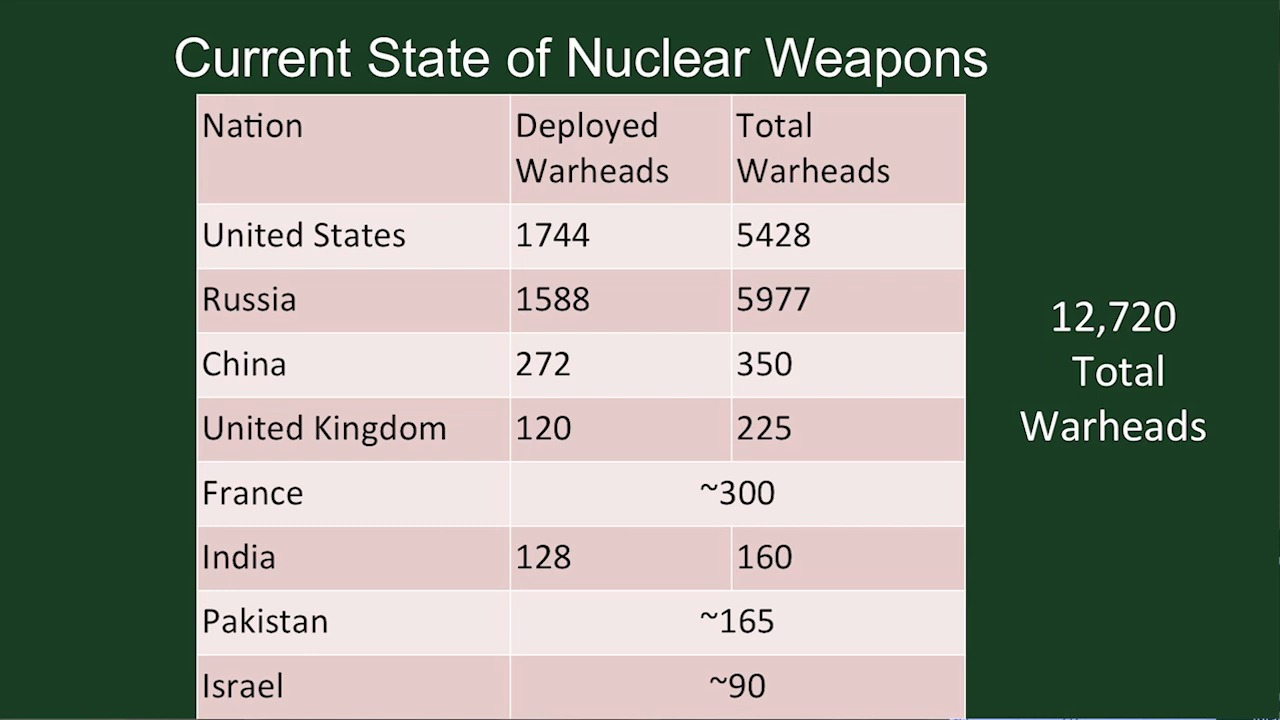 Current State of Nuclear Weapons
Nation Deployed Warheads Total Warheads
United States 1744 5428
Russia 1588 5977
China 272 350
United Kingdom 120 225
France ~300
India 128 160
Pakistan ~165
Israel ~90
12,720
Total
Warheads